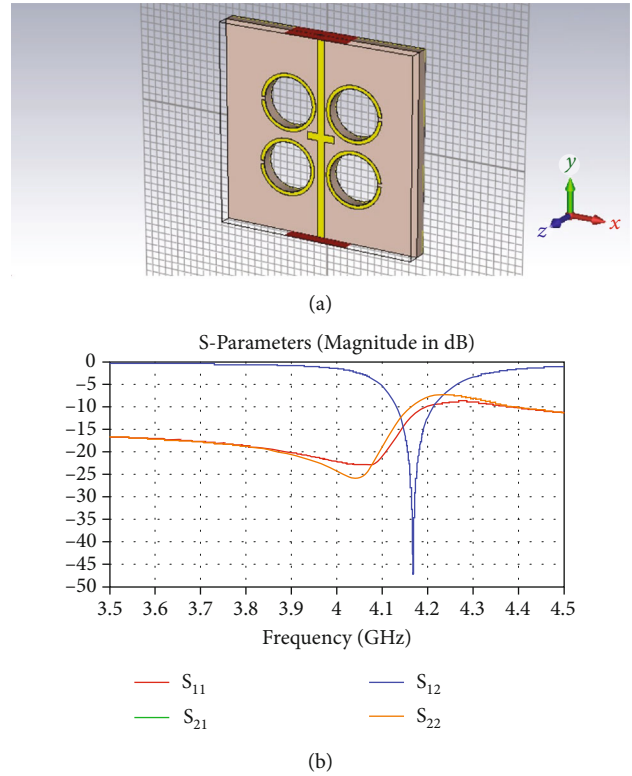 y
x
z
(a)
S-Parameters (Magnitude in dB)
0
−5
−10
−15
−20
−25
−30
−35
−40
−45
−50
3.5 3.6 3.7 3.8 3.9 4 4.1 4.2 4.3 4.4 4.5
Frequency (GHz)
S11 S12
S21 S22
(b)